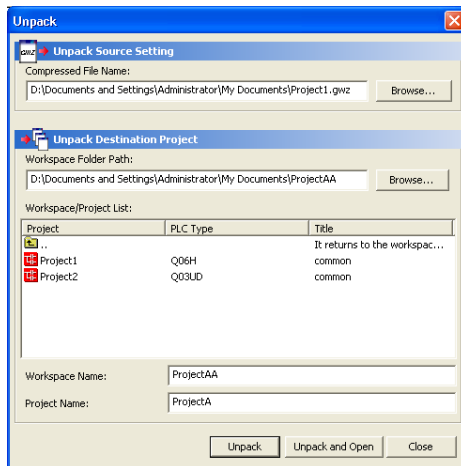 Unpack
GWZ Unpack Source Setting
Compressed File Name:
D:\Documents and Settings\Administrator\My Documents\Project1.gwz Browse...
Unpack Destination Project
Workspace Folder Path:
D:\Documents and Settings\Administrator\My Documents\ProjectAA Browse...
Workspace/Project List:
Project PLC Type Title
.. It returns to the workspac...
Project1 Q06H common
Project2 Q03UD common
Workspace Name: ProjectAA
Project Name: ProjectA
Unpack Unpack and Open Close